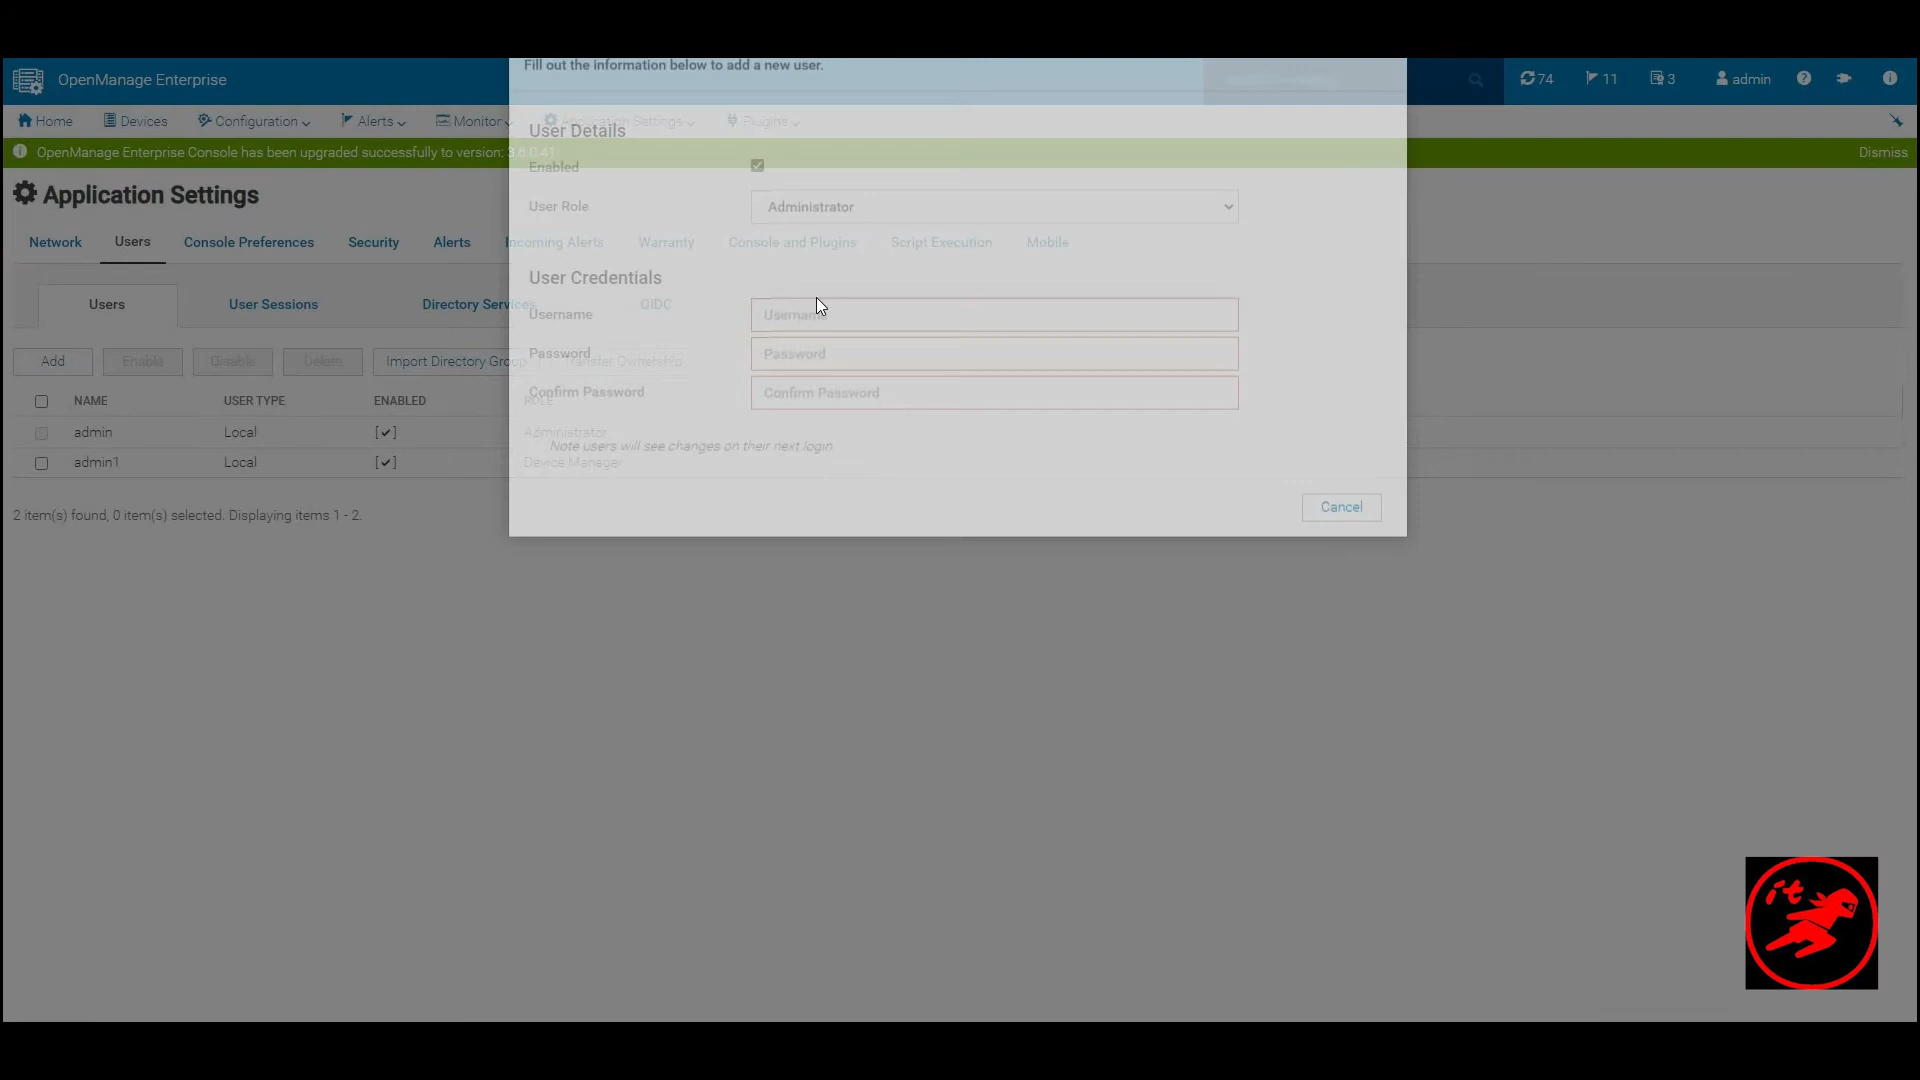 OpenManage Enterprise
74
11
3
admin
Fill out the information below to add a new user.
Home
Devices
Configuration
Alerts
Monitor
Application Settings
Plugins
OpenManage Enterprise Console has been upgraded successfully to version:
Dismiss
Application Settings
Network
Users
Console Preferences
Security
Alerts
Incoming Alerts
Warranty
Console and Plugins
Script Execution
Mobile
Users
User Sessions
Directory Services
OIDC
Add
Enable
Disable
Delete
Import Directory Group
Transfer Ownership
NAME
USER TYPE
ENABLED
ROLE
admin
Local
Administrator
admin1
Local
Device Manager
2 item(s) found, 0 item(s) selected. Displaying items 1 - 2.
User Details
Enabled
User Role
Administrator
User Credentials
Username
Username
Password
Password
Confirm Password
Confirm Password
Note users will see changes on their next login
Cancel
it